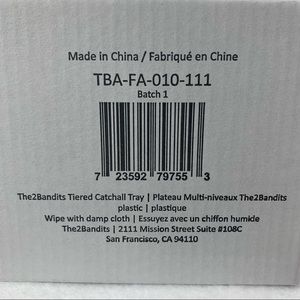 Made in China / Fabriqué en Chine
TBA-FA-010-111
Batch 1
7 23592 79755 3
The2Bandits Tiered Catchall Tray | Plateau Multi-niveaux The2Bandits
plastic | plastique
Wipe with damp cloth | Essuyez avec un chiffon humide
The2Bandits | 2111 Mission Street Suite #108C
San Francisco, CA 94110